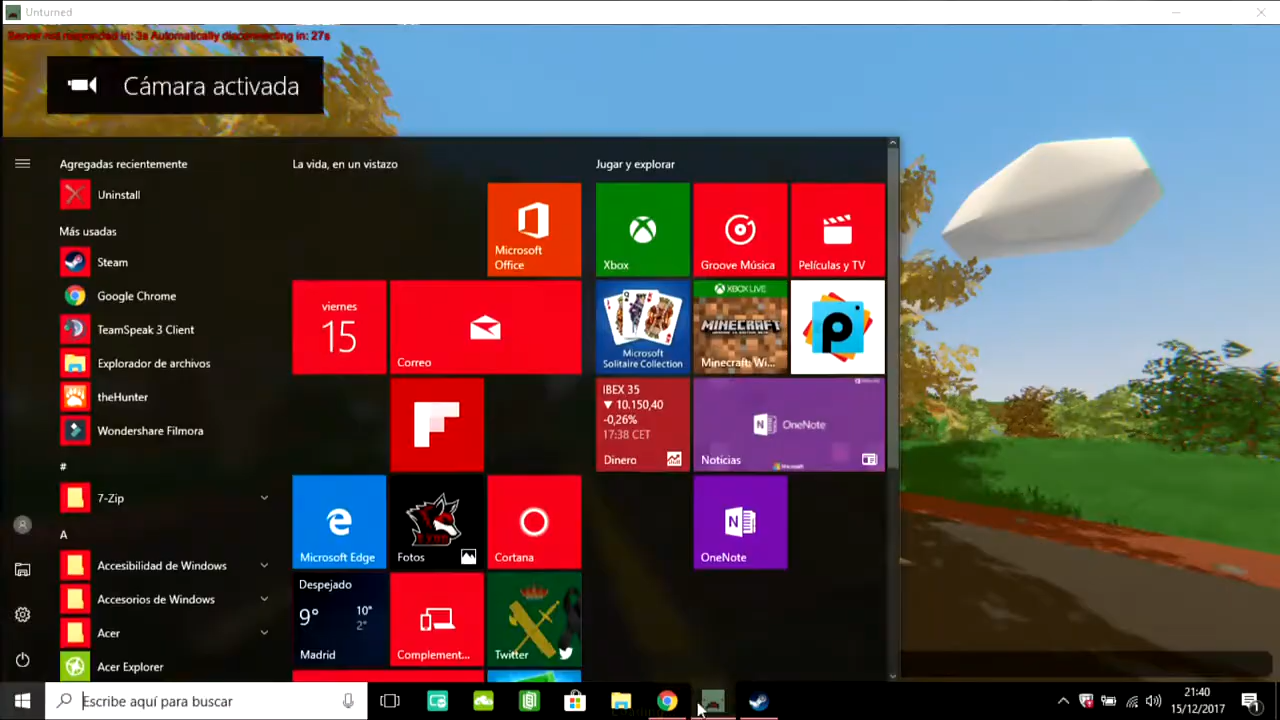 Unturned
Server not responded in: 3s Automatically disconnecting in: 27s
Cámara activada
Agregadas recientemente
Uninstall
Más usadas
Steam
Google Chrome
TeamSpeak 3 Client
Explorador de archivos
theHunter
Wondershare Filmora
#
7-Zip
A
Accesibilidad de Windows
Accesorios de Windows
Acer
Acer Explorer
La vida, en un vistazo
Microsoft
Office
viernes
15
Correo
Microsoft Edge
Fotos
Cortana
Despejado
9°
10°
2°
Madrid
Complement...
Twitter
Jugar y explorar
Xbox
Groove Música
Películas y TV
Microsoft
Solitaire Collection
XBOX LIVE
MINECRAFT
Minecraft: Wi...
p
IBEX 35
▼ 10.150,40
-0,26%
17:38 CET
Dinero
N OneNote
Microsoft
Noticias
N
OneNote
Escribe aquí para buscar
21:40
15/12/2017
1